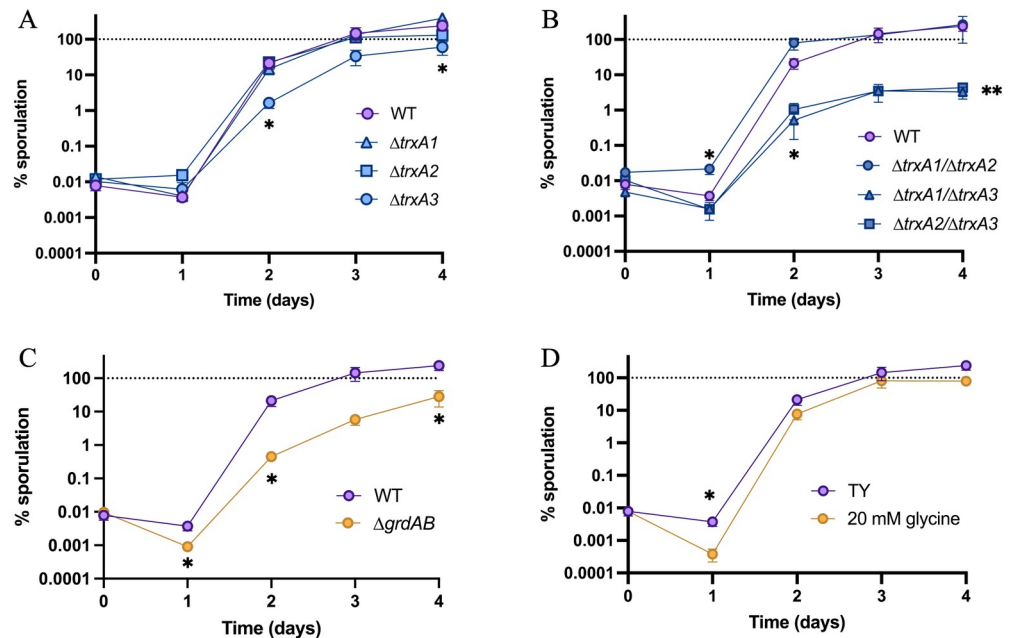 A
% sporulation
100
10
1
0.1
0.01
0.001
0.0001
0 1 2 3 4
Time (days)
* *
WT
ΔtrxA1
ΔtrxA2
ΔtrxA3
B
% sporulation
100
10
1
0.1
0.01
0.001
0.0001
0 1 2 3 4
Time (days)
* * **
WT
ΔtrxA1/ΔtrxA2
ΔtrxA1/ΔtrxA3
ΔtrxA2/ΔtrxA3
C
% sporulation
100
10
1
0.1
0.01
0.001
0.0001
0 1 2 3 4
Time (days)
* * *
WT
ΔgrdAB
D
% sporulation
100
10
1
0.1
0.01
0.001
0.0001
0 1 2 3 4
Time (days)
*
TY
20 mM glycine